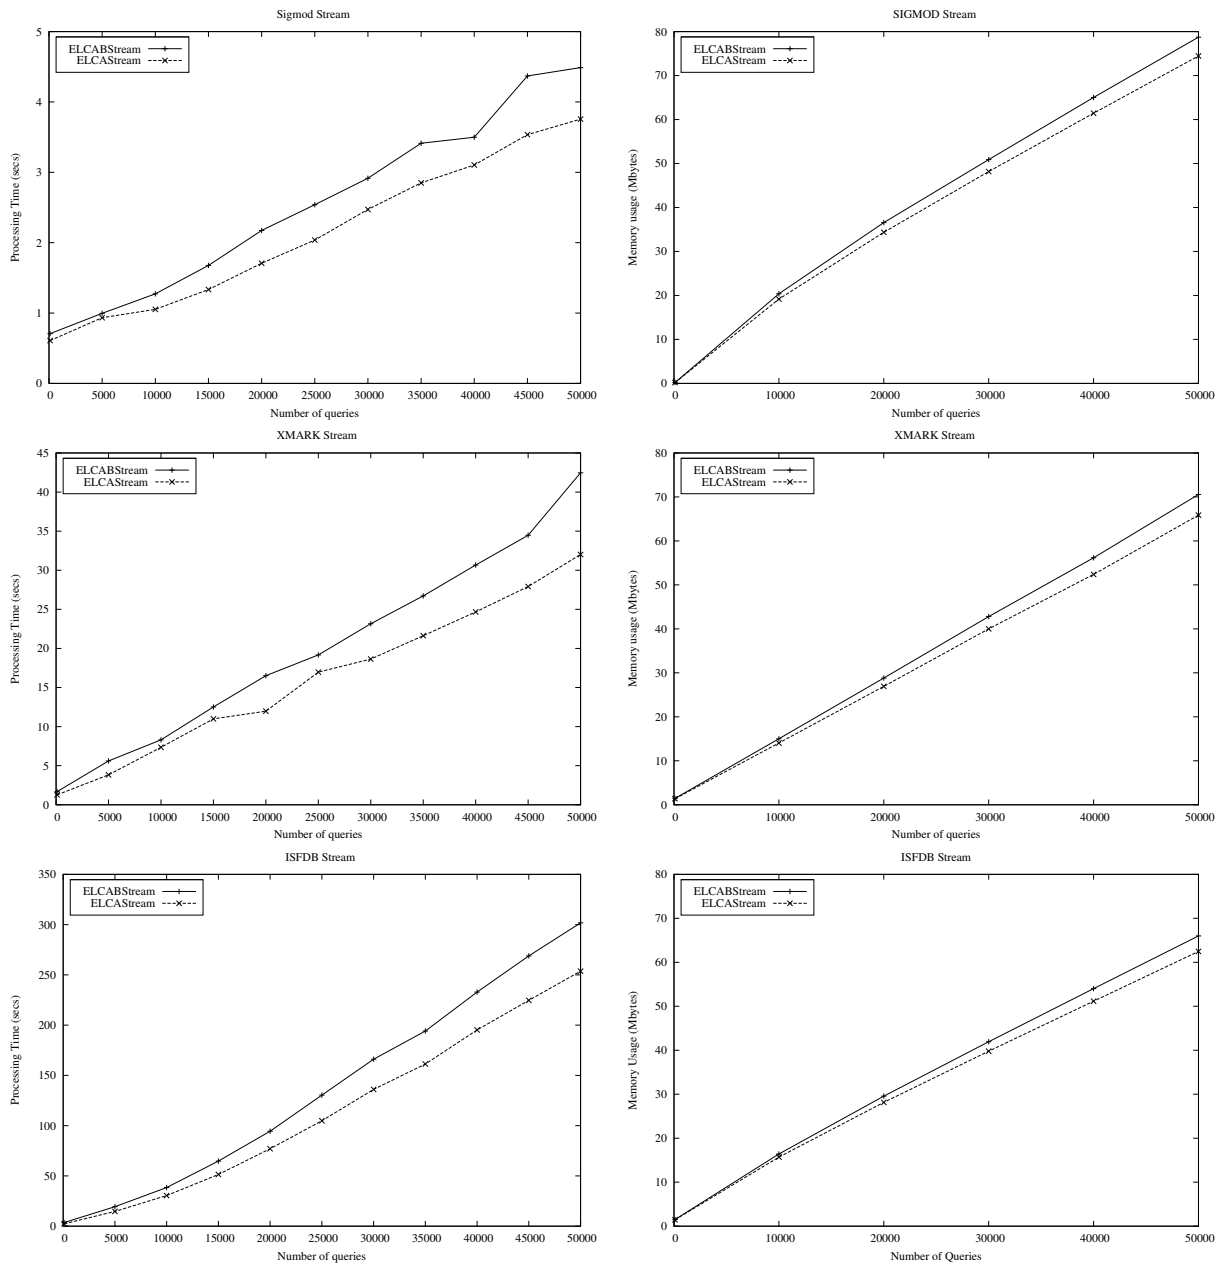 Sigmod Stream
5
4
3
2
1
0
Processing Time (secs)
ELCABStream
ELCAStream
0 5000 10000 15000 20000 25000 30000 35000 40000 45000 50000
Number of queries
SIGMOD Stream
80
70
60
50
40
30
20
10
0
Memory usage (Mbytes)
ELCABStream
ELCAStream
0 10000 20000 30000 40000 50000
Number of queries
XMARK Stream
45
40
35
30
25
20
15
10
5
0
Processing Time (secs)
ELCABStream
ELCAStream
0 5000 10000 15000 20000 25000 30000 35000 40000 45000 50000
Number of queries
XMARK Stream
80
70
60
50
40
30
20
10
0
Memory usage (Mbytes)
ELCABStream
ELCAStream
0 10000 20000 30000 40000 50000
Number of queries
ISFDB Stream
350
300
250
200
150
100
50
0
Processing Time (secs)
ELCABStream
ELCAStream
0 5000 10000 15000 20000 25000 30000 35000 40000 45000 50000
Number of queries
ISFDB Stream
80
70
60
50
40
30
20
10
0
Memory Usage (Mbytes)
ELCABStream
ELCAStream
0 10000 20000 30000 40000 50000
Number of Queries